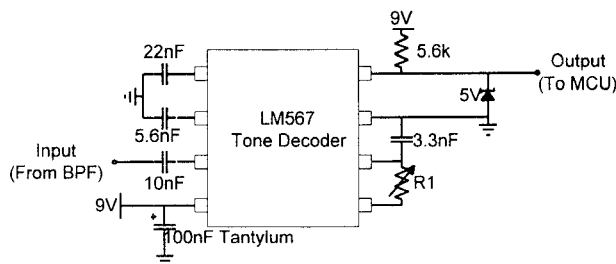 9V
22nF
5.6k
Output
(To MCU)
LM567
Tone Decoder
5V
5.6nF
3.3nF
Input
(From BPF)
10nF
R1
9V
+
100nF Tantylum